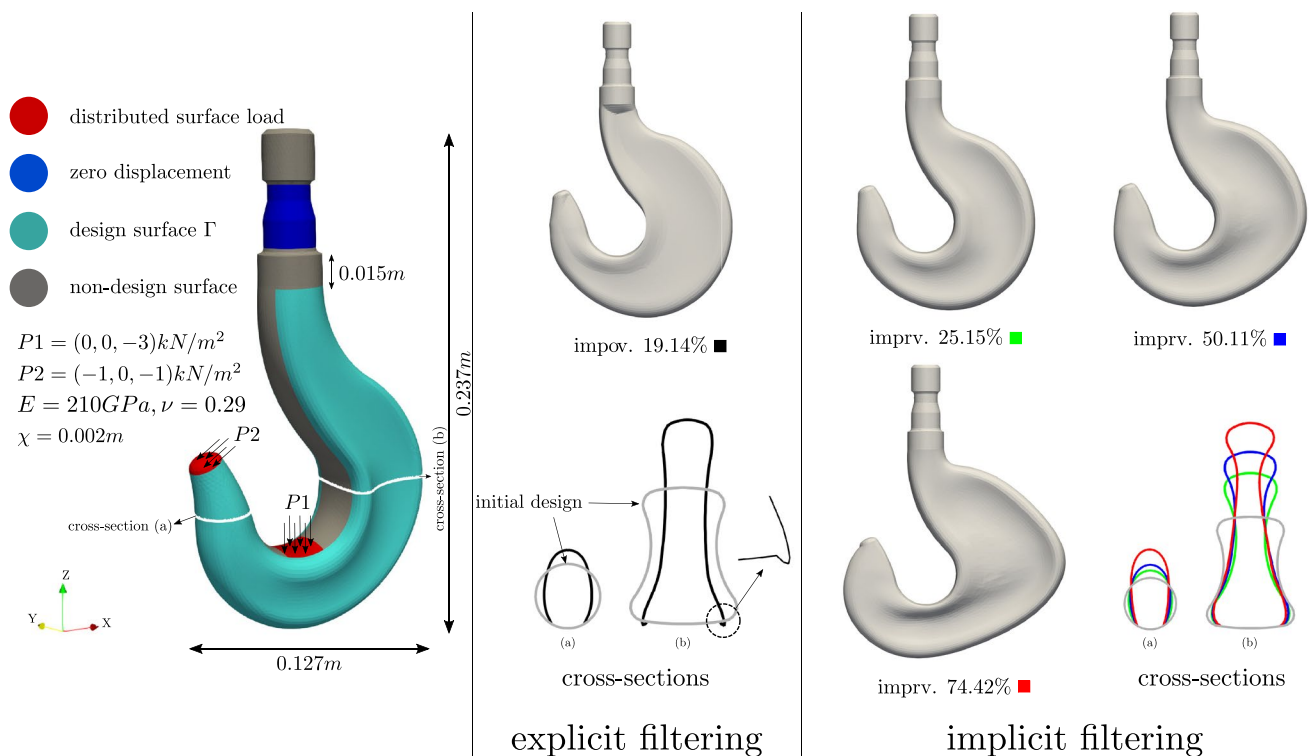 distributed surface load
zero displacement
design surface Γ
non-design surface
P1 = (0, 0, −3)kN/m²
P2 = (−1, 0, −1)kN/m²
E = 210GPa, ν = 0.29
χ = 0.002m
0.015m
0.237m
P2
P1
cross-section (a)
cross-section (b)
Z
Y
X
0.127m
impov. 19.14%
initial design
(a)
(b)
cross-sections
explicit filtering
imprv. 25.15%
imprv. 50.11%
imprv. 74.42%
(a)
(b)
cross-sections
implicit filtering